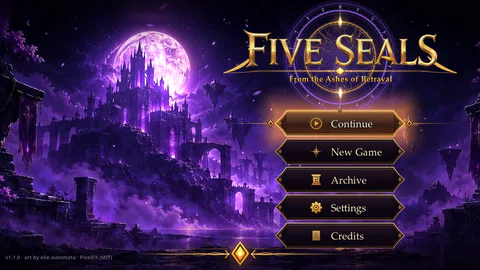 FIVE SEALS
From the Ashes of Betrayal
Continue
New Game
Archive
Settings
Credits
v1.1.0 · art by elie automata · PixelFX (MIT)